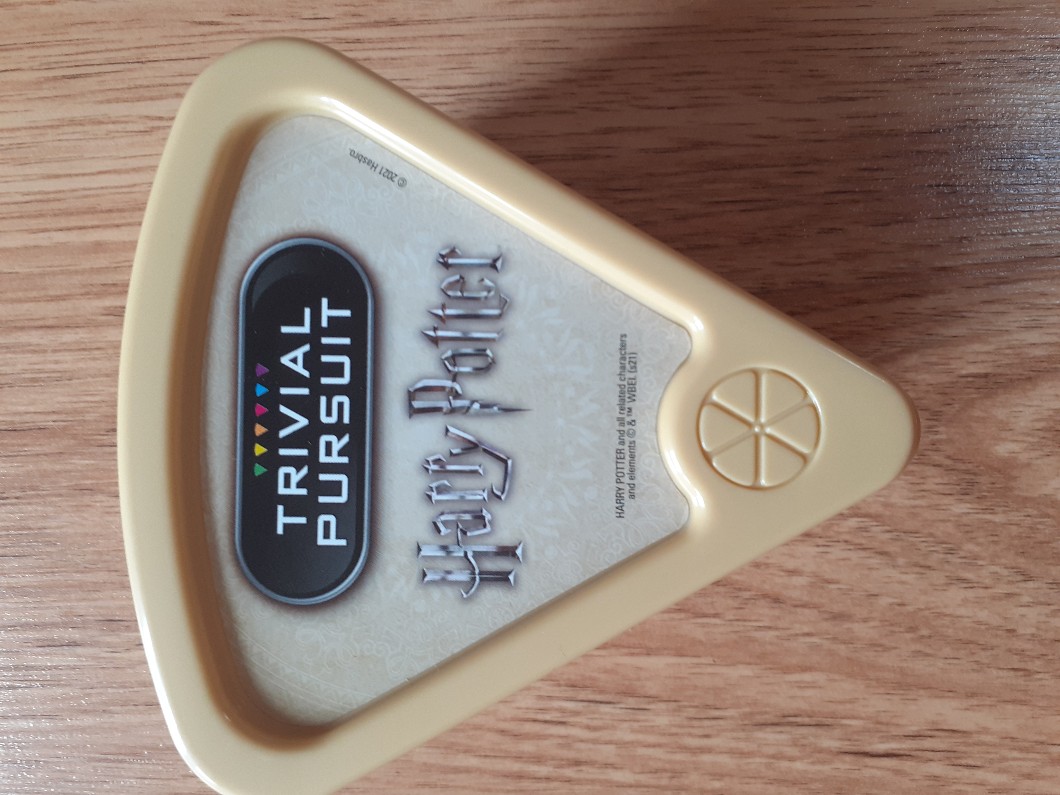 TRIVIAL
PURSUIT
Harry Potter
HARRY POTTER and all related characters
and elements © & ™ WBEI. (s21)
© 2021 Hasbro.